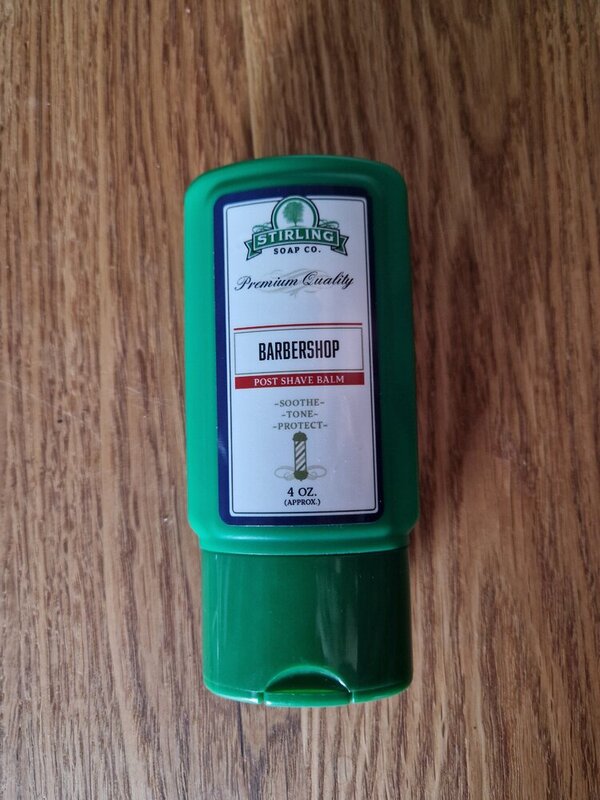 STIRLING
SOAP CO.
Premium Quality
BARBERSHOP
POST SHAVE BALM
-SOOTHE-
-TONE-
-PROTECT-
4 OZ.
(APPROX.)